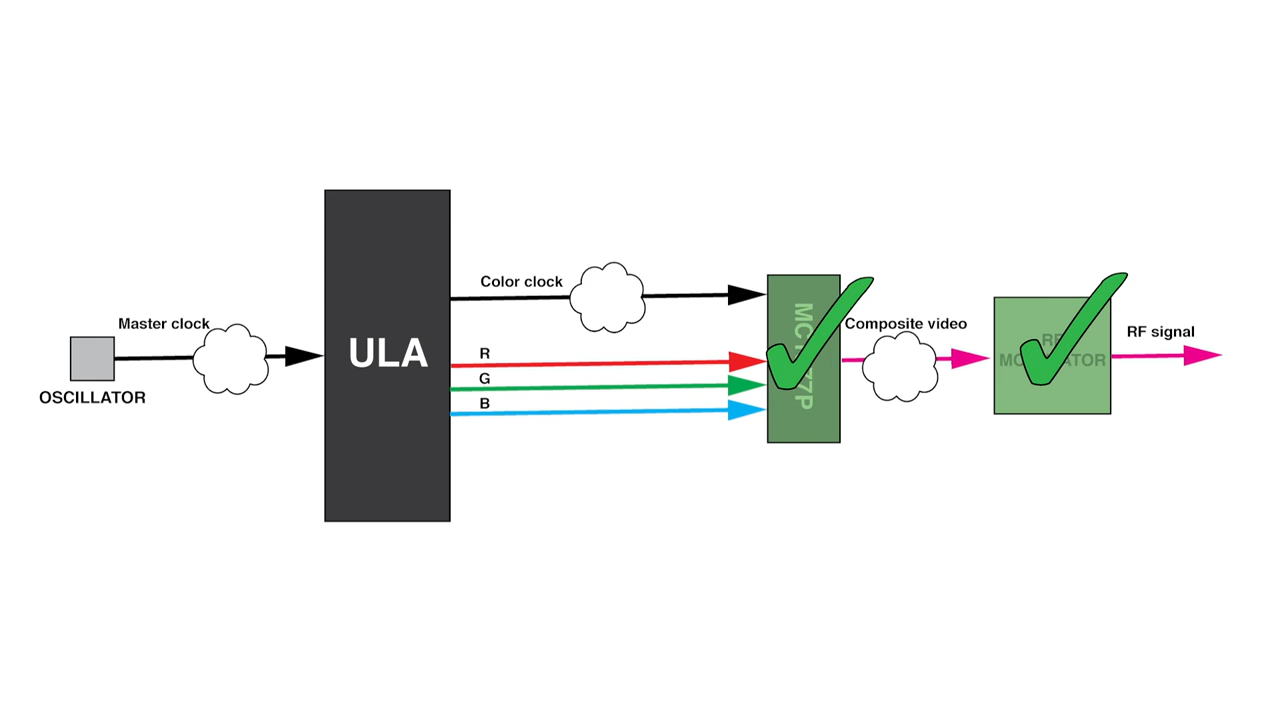 Master clock
OSCILLATOR
ULA
Color clock
R
G
B
Composite video
RF signal